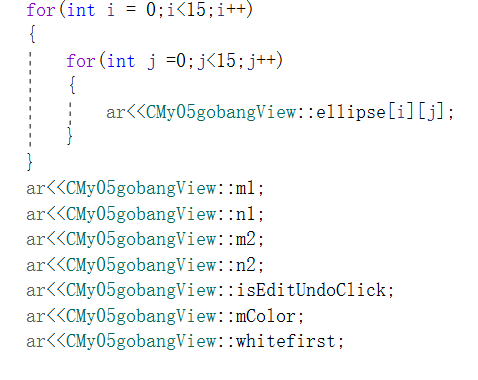 for(int i = 0;i<15;i++)
{
for(int j =0;j<15;j++)
{
ar<<CMy05gobangView::ellipse[i][j];
}
}
ar<<CMy05gobangView::m1;
ar<<CMy05gobangView::n1;
ar<<CMy05gobangView::m2;
ar<<CMy05gobangView::n2;
ar<<CMy05gobangView::isEditUndoClick;
ar<<CMy05gobangView::mColor;
ar<<CMy05gobangView::whitefirst;